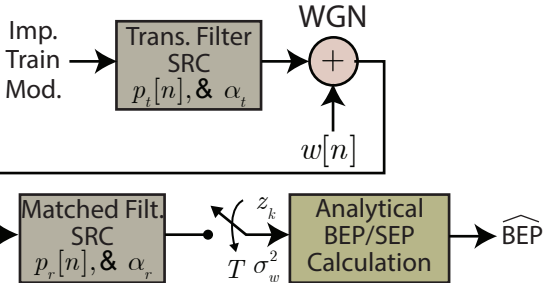 Imp.
Train
Mod.
Trans. Filter
SRC
p_t[n], & α_t
WGN
+
w[n]
Matched Filt.
SRC
p_r[n], & α_r
z_k
T σ_w^2
Analytical
BEP/SEP
Calculation
\widehat{BEP}